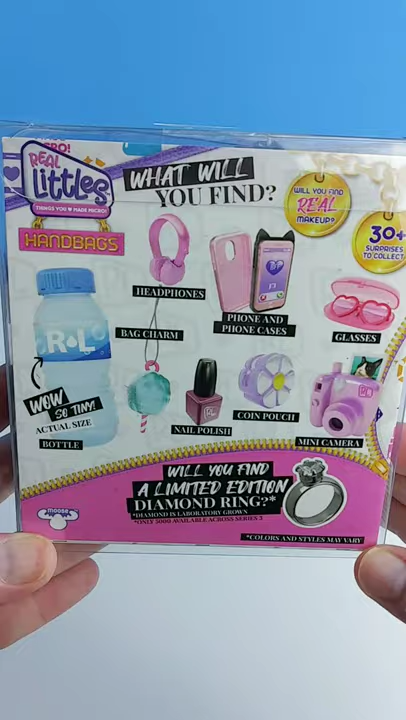 REAL
Littles
THINGS YOU MADE MICRO!
HANDBAGS
WHAT WILL
YOU FIND?
WILL YOU FIND
REAL
MAKEUP?
30+
SURPRISES
TO COLLECT
HEADPHONES
PHONE AND
PHONE CASES
GLASSES
BAG CHARM
R•L
WOW
SO TINY!
ACTUAL SIZE
BOTTLE
NAIL POLISH
COIN POUCH
MINI CAMERA
WILL YOU FIND
A LIMITED EDITION
DIAMOND RING?*
*DIAMOND IS LABORATORY GROWN
*ONLY 5000 AVAILABLE ACROSS SERIES 3
moose
*COLORS AND STYLES MAY VARY